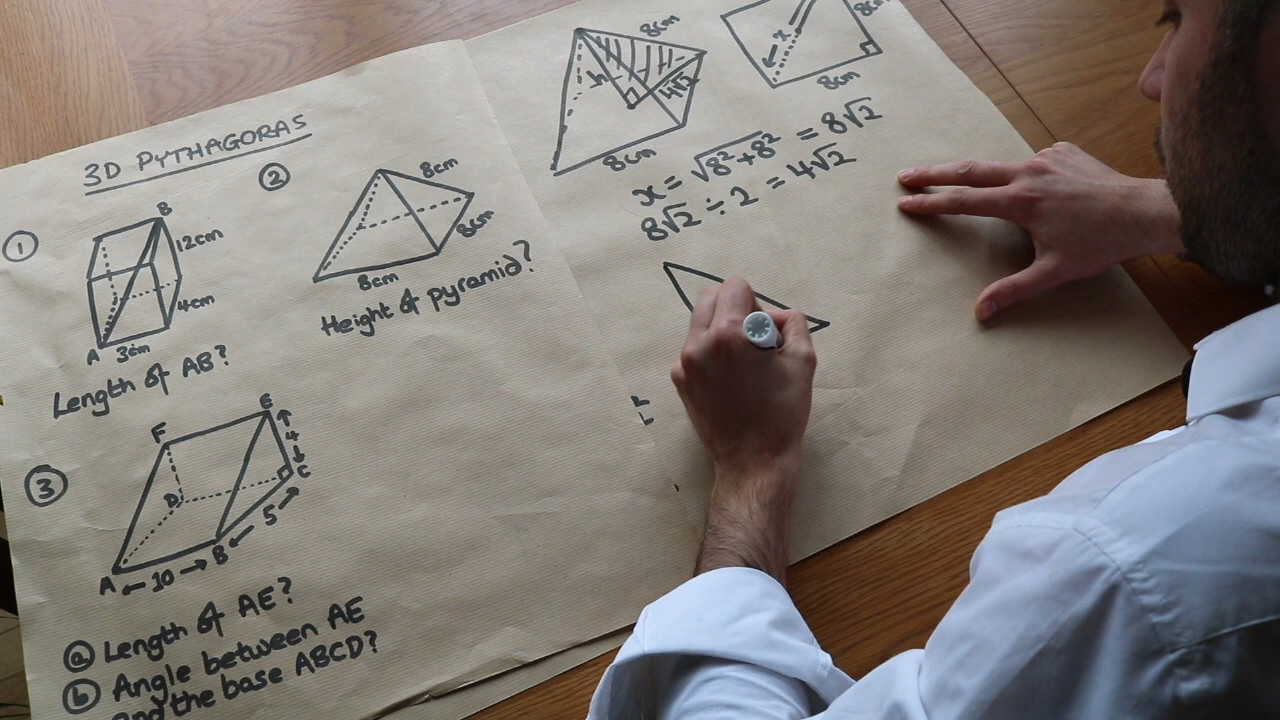 3D PYTHAGORAS
①
B
12cm
4cm
A
3cm
Length of AB?
②
8cm
8cm
8cm
Height of pyramid?
③
F
E
4
D
C
5
A
10
B
ⓐ Length of AE?
ⓑ Angle between AE
and the base ABCD?
8cm
h
4√2
8cm
x
8cm
8cm
x = √8²+8² = 8√2
8√2 ÷ 2 = 4√2